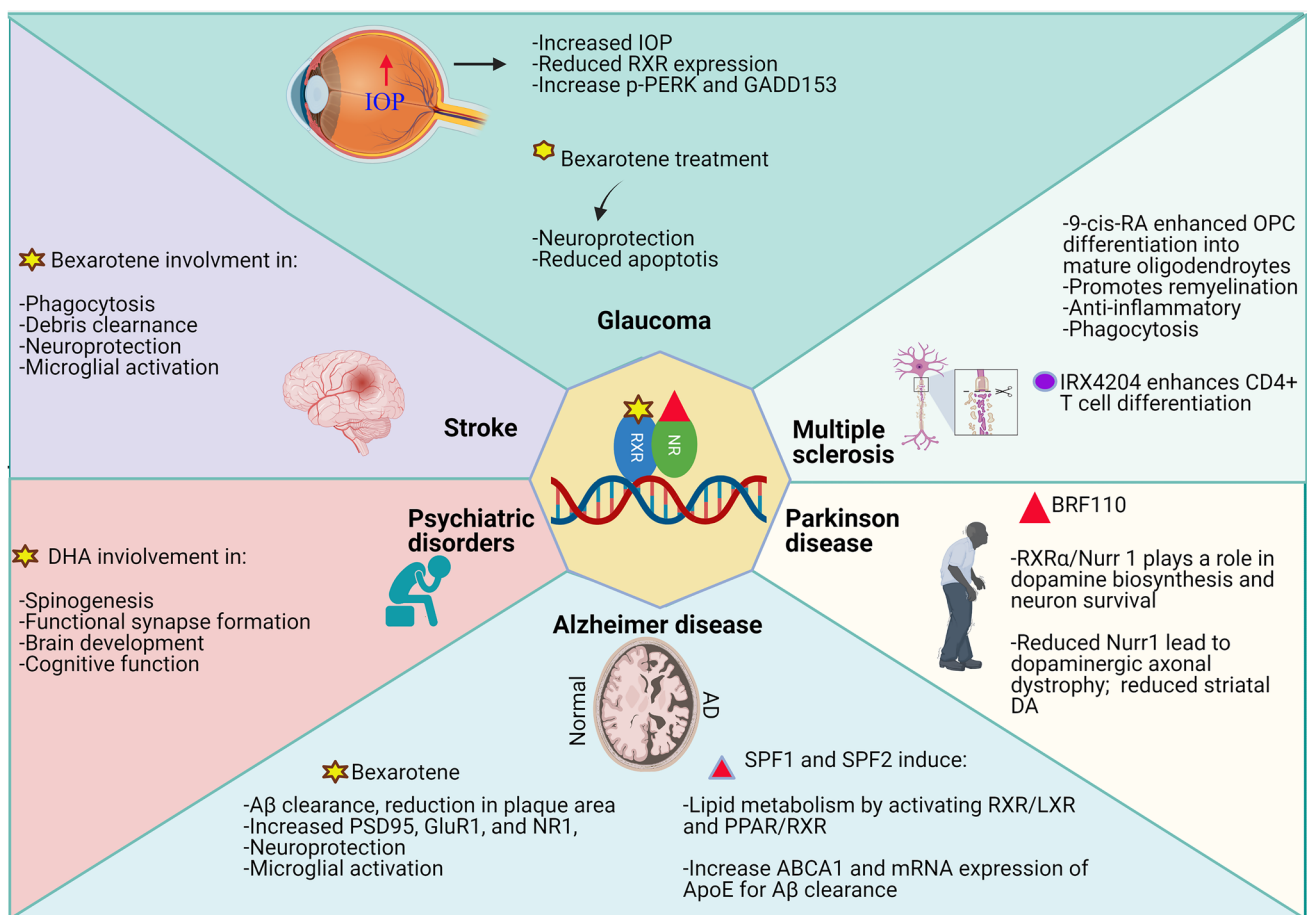 IOP
-Increased IOP
-Reduced RXR expression
-Increase p-PERK and GADD153
Bexarotene treatment
-Neuroprotection
-Reduced apoptotis
Glaucoma
Bexarotene involvment in:
-Phagocytosis
-Debris clearnance
-Neuroprotection
-Microglial activation
Stroke
-9-cis-RA enhanced OPC
differentiation into
mature oligodendroytes
-Promotes remyelination
-Anti-inflammatory
-Phagocytosis
IRX4204 enhances CD4+
T cell differentiation
Multiple
sclerosis
RXR
NR
Psychiatric
disorders
DHA inviolvement in:
-Spinogenesis
-Functional synapse formation
-Brain development
-Cognitive function
Parkinson
disease
BRF110
-RXRα/Nurr 1 plays a role in
dopamine biosynthesis and
neuron survival
-Reduced Nurr1 lead to
dopaminergic axonal
dystrophy; reduced striatal
DA
Alzheimer disease
Normal
AD
Bexarotene
-Aβ clearance, reduction in plaque area
-Increased PSD95, GluR1, and NR1,
-Neuroprotection
-Microglial activation
SPF1 and SPF2 induce:
-Lipid metabolism by activating RXR/LXR
and PPAR/RXR
-Increase ABCA1 and mRNA expression of
ApoE for Aβ clearance